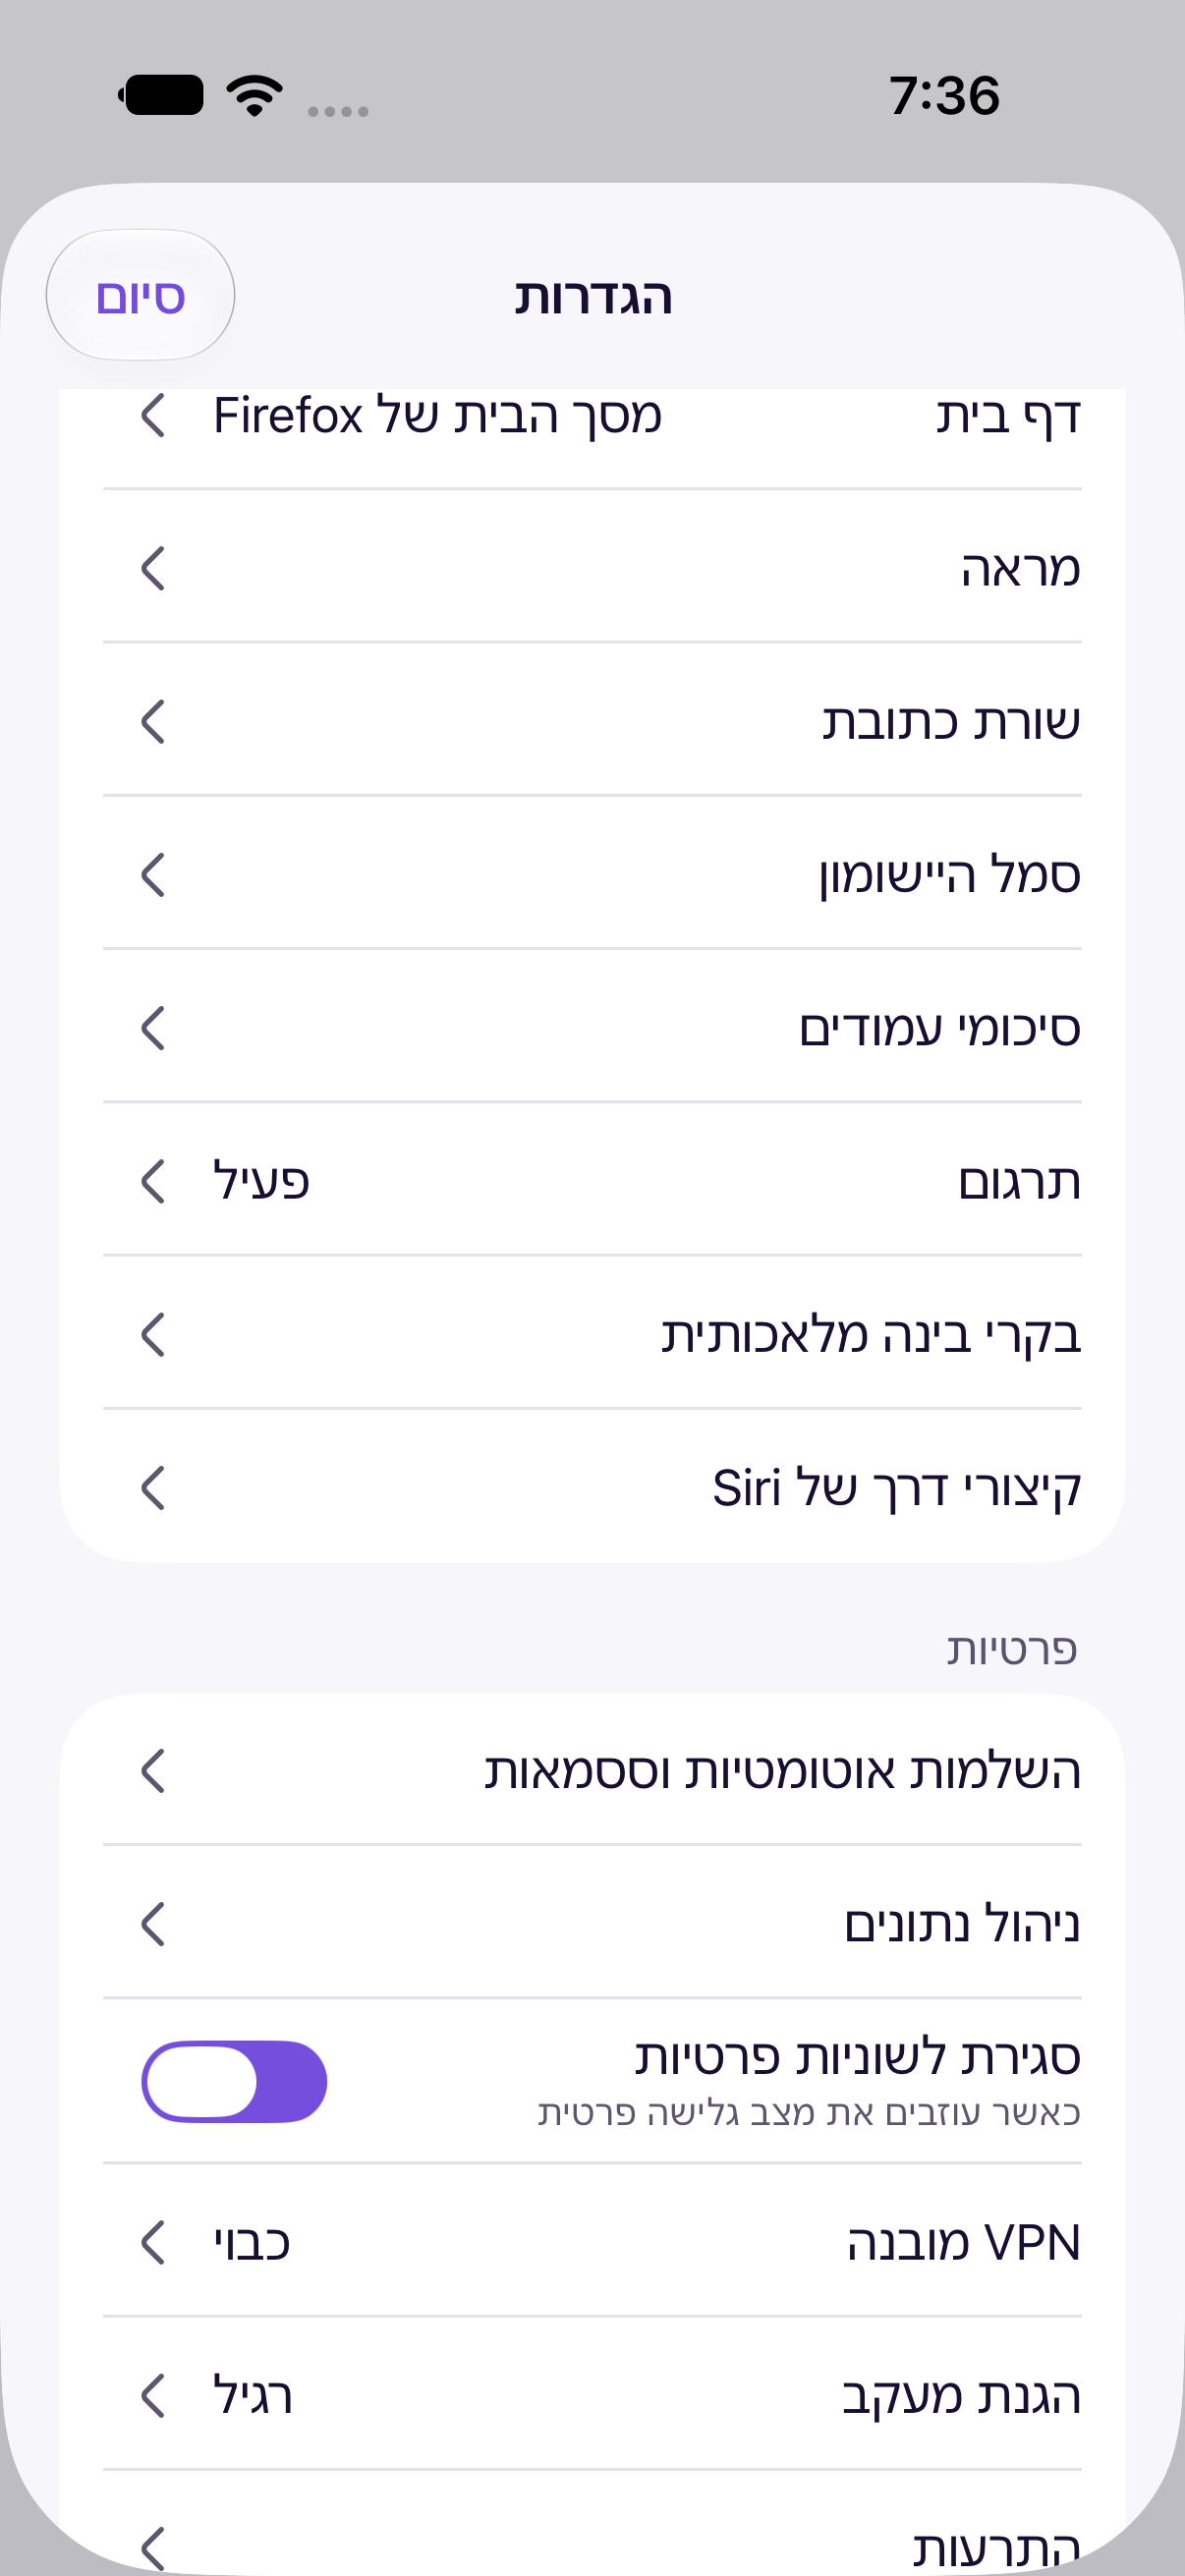 7:36
הגדרות
סיום
דף בית
מסך הבית של Firefox
מראה
שורת כתובת
סמל היישומון
סיכומי עמודים
תרגום
פעיל
בקרי בינה מלאכותית
קיצורי דרך של Siri
פרטיות
השלמות אוטומטיות וססמאות
ניהול נתונים
סגירת לשוניות פרטיות
כאשר עוזבים את מצב גלישה פרטית
VPN מובנה
כבוי
הגנת מעקב
רגיל
התרעות